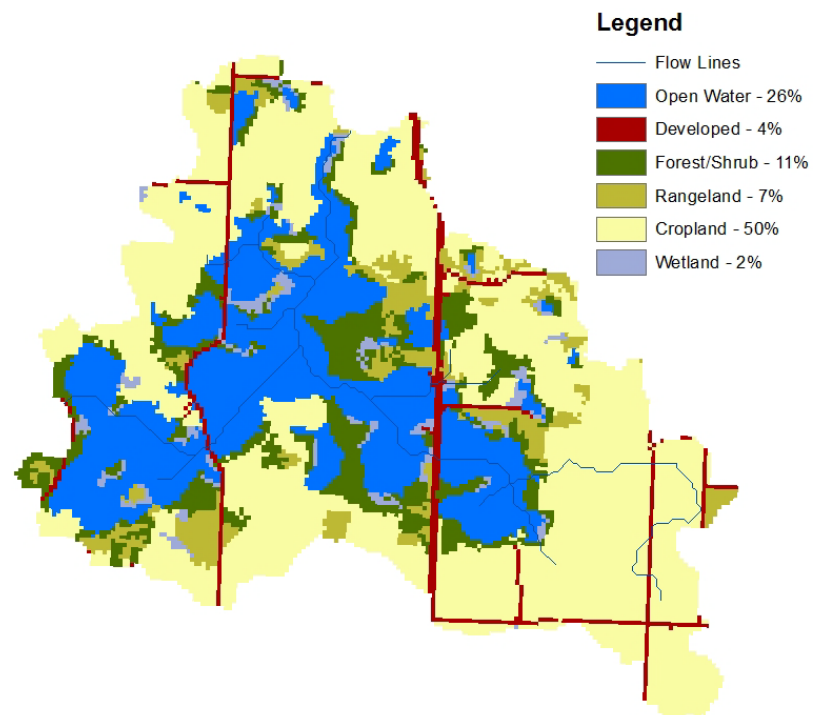 Legend
Flow Lines
Open Water - 26%
Developed - 4%
Forest/Shrub - 11%
Rangeland - 7%
Cropland - 50%
Wetland - 2%